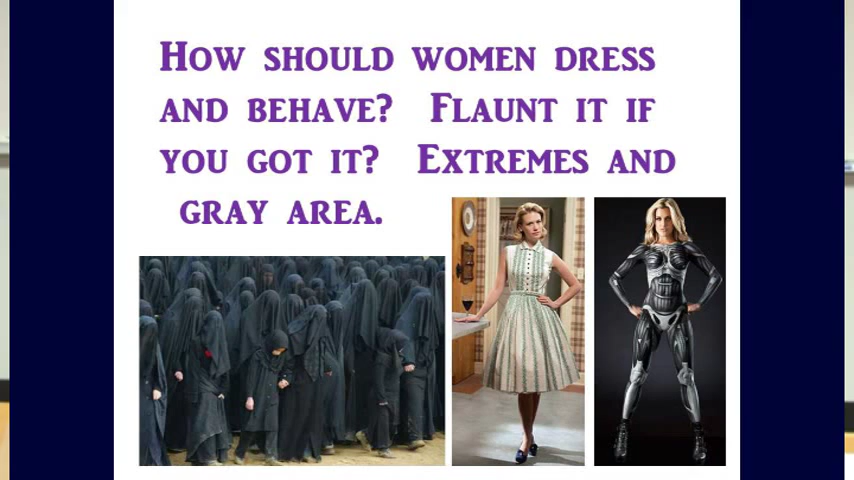 How should women dress
and behave? Flaunt it if
you got it? Extremes and
gray area.